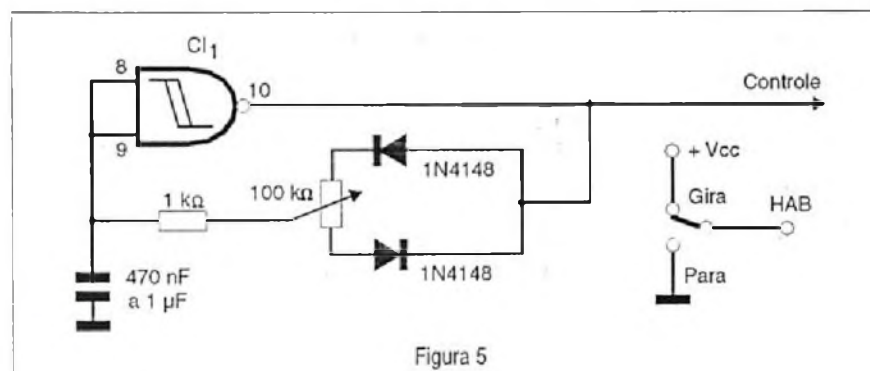 CI1
8
10
Controle
9
+ Vcc
1N4148
Gira
HAB
1 kΩ
100 kΩ
1N4148
Para
470 nF
a 1 µF
Figura 5